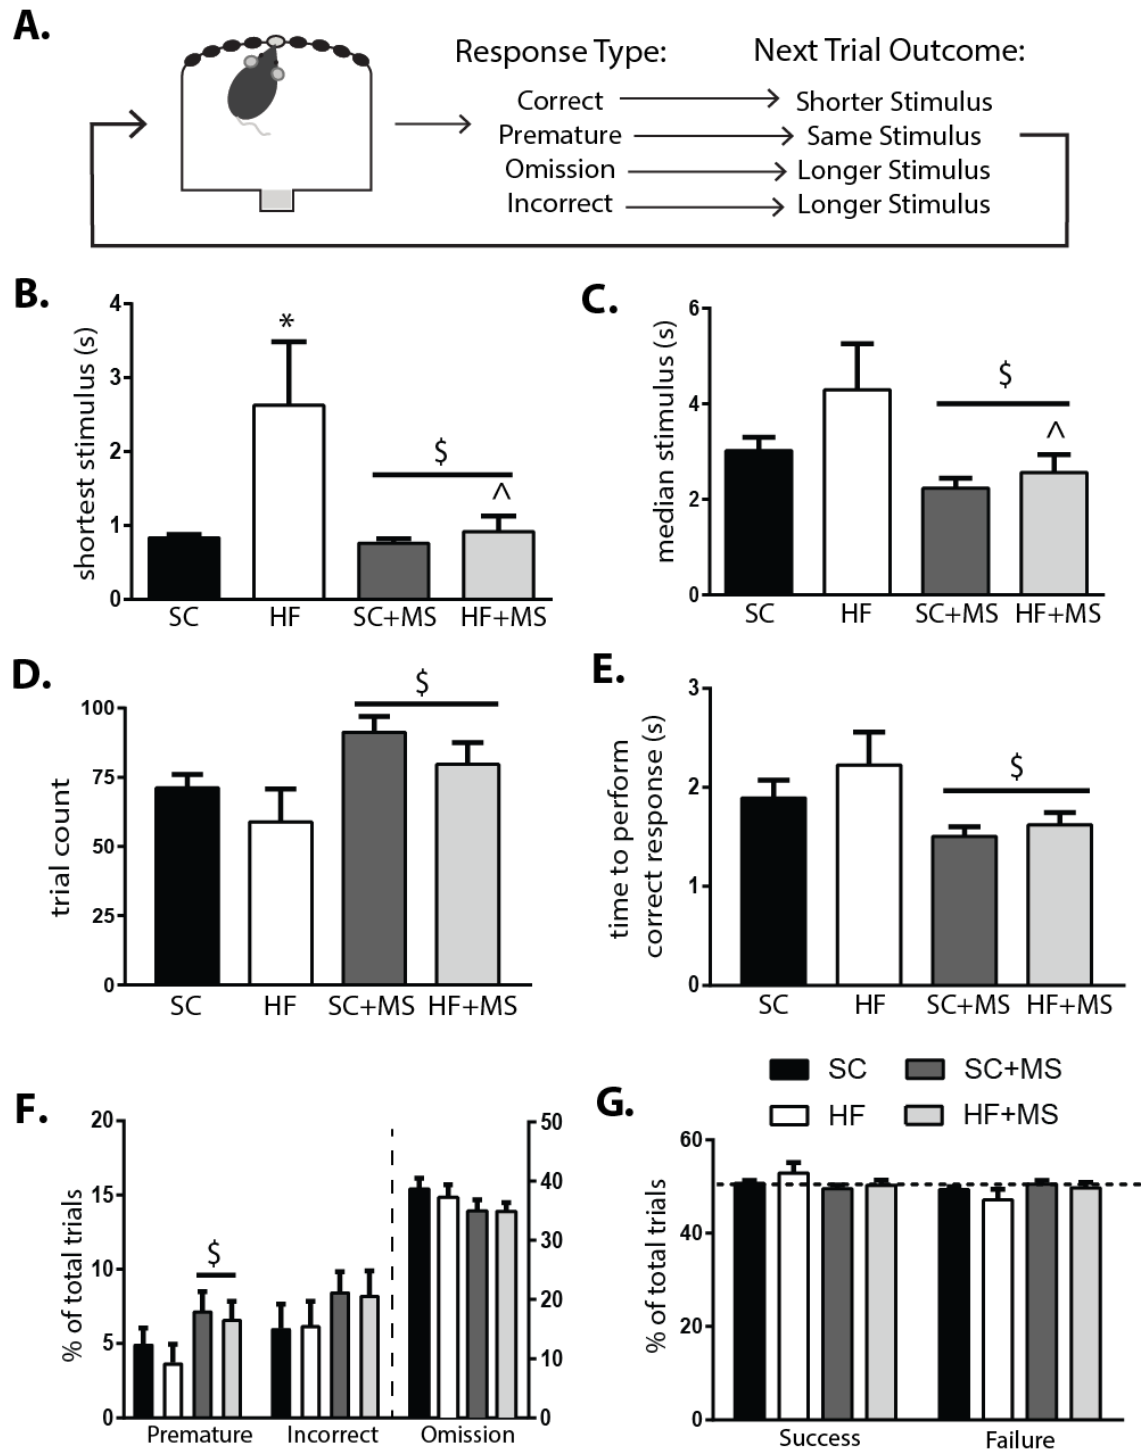 A.
Response Type: Next Trial Outcome:
Correct Shorter Stimulus
Premature Same Stimulus
Omission Longer Stimulus
Incorrect Longer Stimulus
B.
shortest stimulus (s)
4
3
2
1
0
*
$
^
SC HF SC+MS HF+MS
C.
median stimulus (s)
6
4
2
0
$
^
SC HF SC+MS HF+MS
D.
trial count
100
75
50
25
0
$
SC HF SC+MS HF+MS
E.
time to perform
correct response (s)
3
2
1
0
$
SC HF SC+MS HF+MS
F.
% of total trials
20
15
10
5
0
$
50
40
30
20
10
0
Premature Incorrect Omission
G.
SC SC+MS
HF HF+MS
% of total trials
60
40
20
0
Success Failure